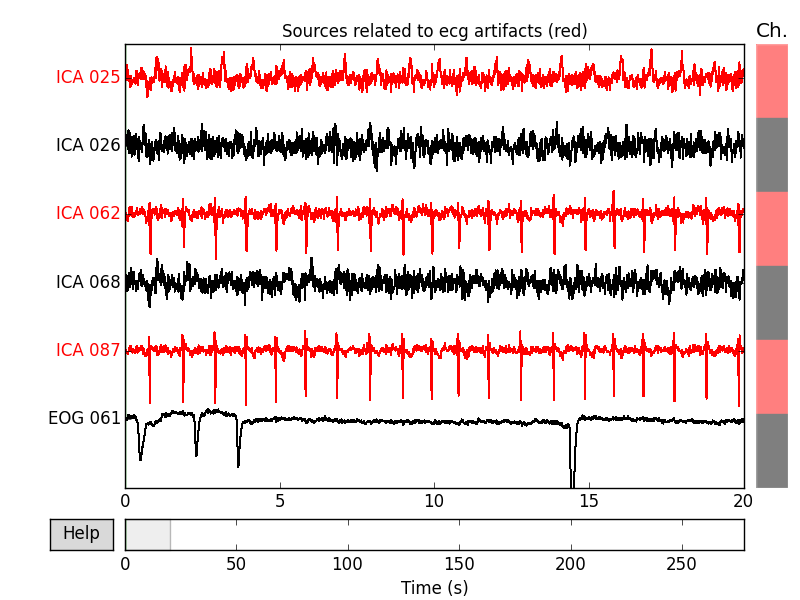 Sources related to ecg artifacts (red)
Ch.
ICA 025
ICA 026
ICA 062
ICA 068
ICA 087
EOG 061
0 5 10 15 20
Help
0 50 100 150 200 250
Time (s)